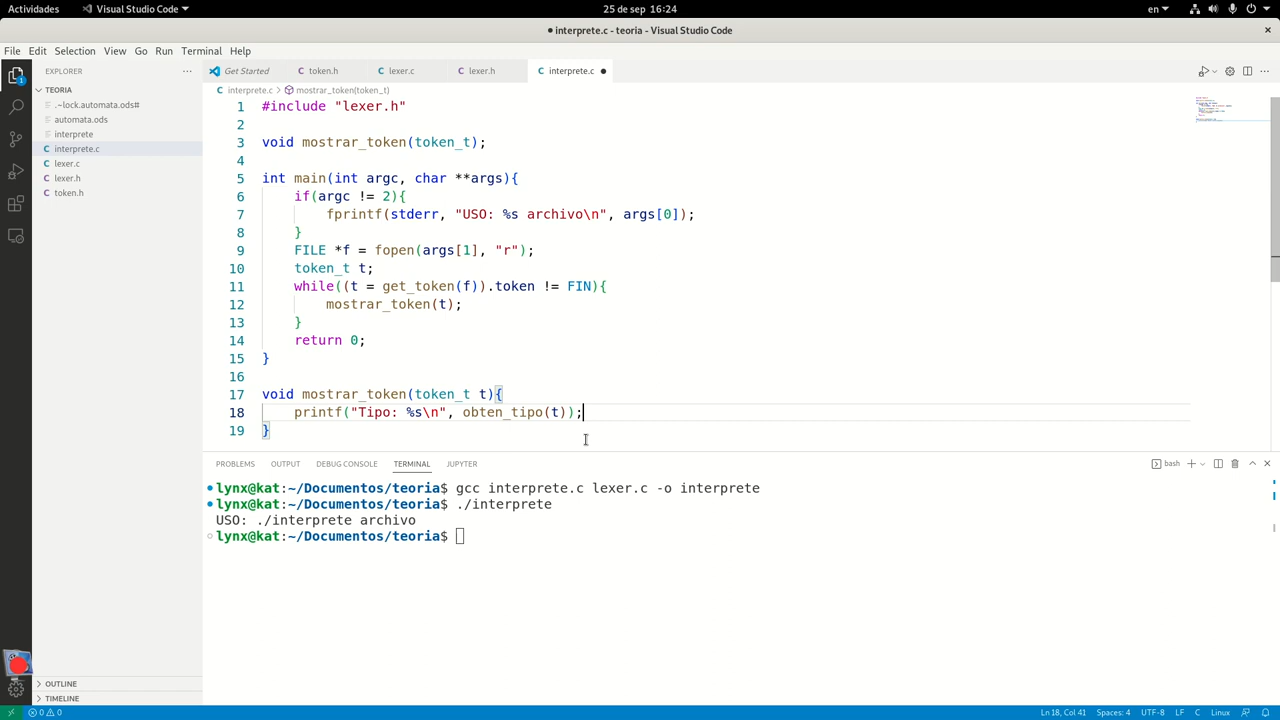 Actividades
Visual Studio Code
25 de sep 16:24
en
● interprete.c - teoria - Visual Studio Code
File Edit Selection View Go Run Terminal Help
EXPLORER
TEORIA
.~lock.automata.ods#
automata.ods
interprete
interprete.c
lexer.c
lexer.h
token.h
OUTLINE
TIMELINE
Get Started
token.h
lexer.c
lexer.h
interprete.c
interprete.c > mostrar_token(token_t)
1 #include "lexer.h"
2
3 void mostrar_token(token_t);
4
5 int main(int argc, char **args){
6 if(argc != 2){
7 fprintf(stderr, "USO: %s archivo\n", args[0]);
8 }
9 FILE *f = fopen(args[1], "r");
10 token_t t;
11 while((t = get_token(f)).token != FIN){
12 mostrar_token(t);
13 }
14 return 0;
15 }
16
17 void mostrar_token(token_t t){
18 printf("Tipo: %s\n", obten_tipo(t));
19 }
PROBLEMS OUTPUT DEBUG CONSOLE TERMINAL JUPYTER
bash
lynx@kat:~/Documentos/teoria$ gcc interprete.c lexer.c -o interprete
lynx@kat:~/Documentos/teoria$ ./interprete
USO: ./interprete archivo
lynx@kat:~/Documentos/teoria$
1
0 0
Ln 18, Col 41 Spaces: 4 UTF-8 LF C Linux